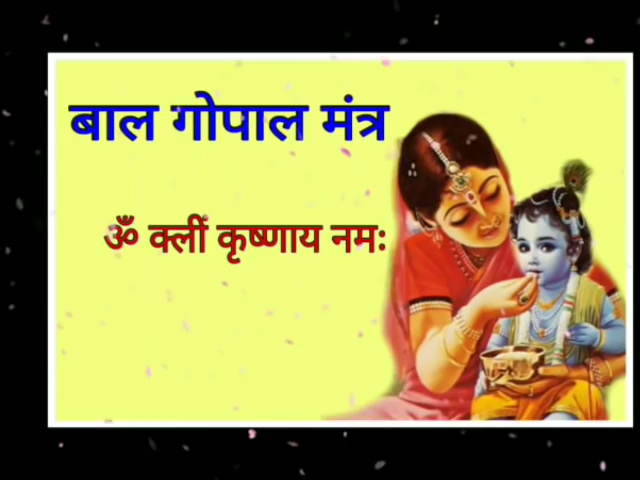 बाल गोपाल मंत्र
ॐ क्लीं कृष्णाय नमः